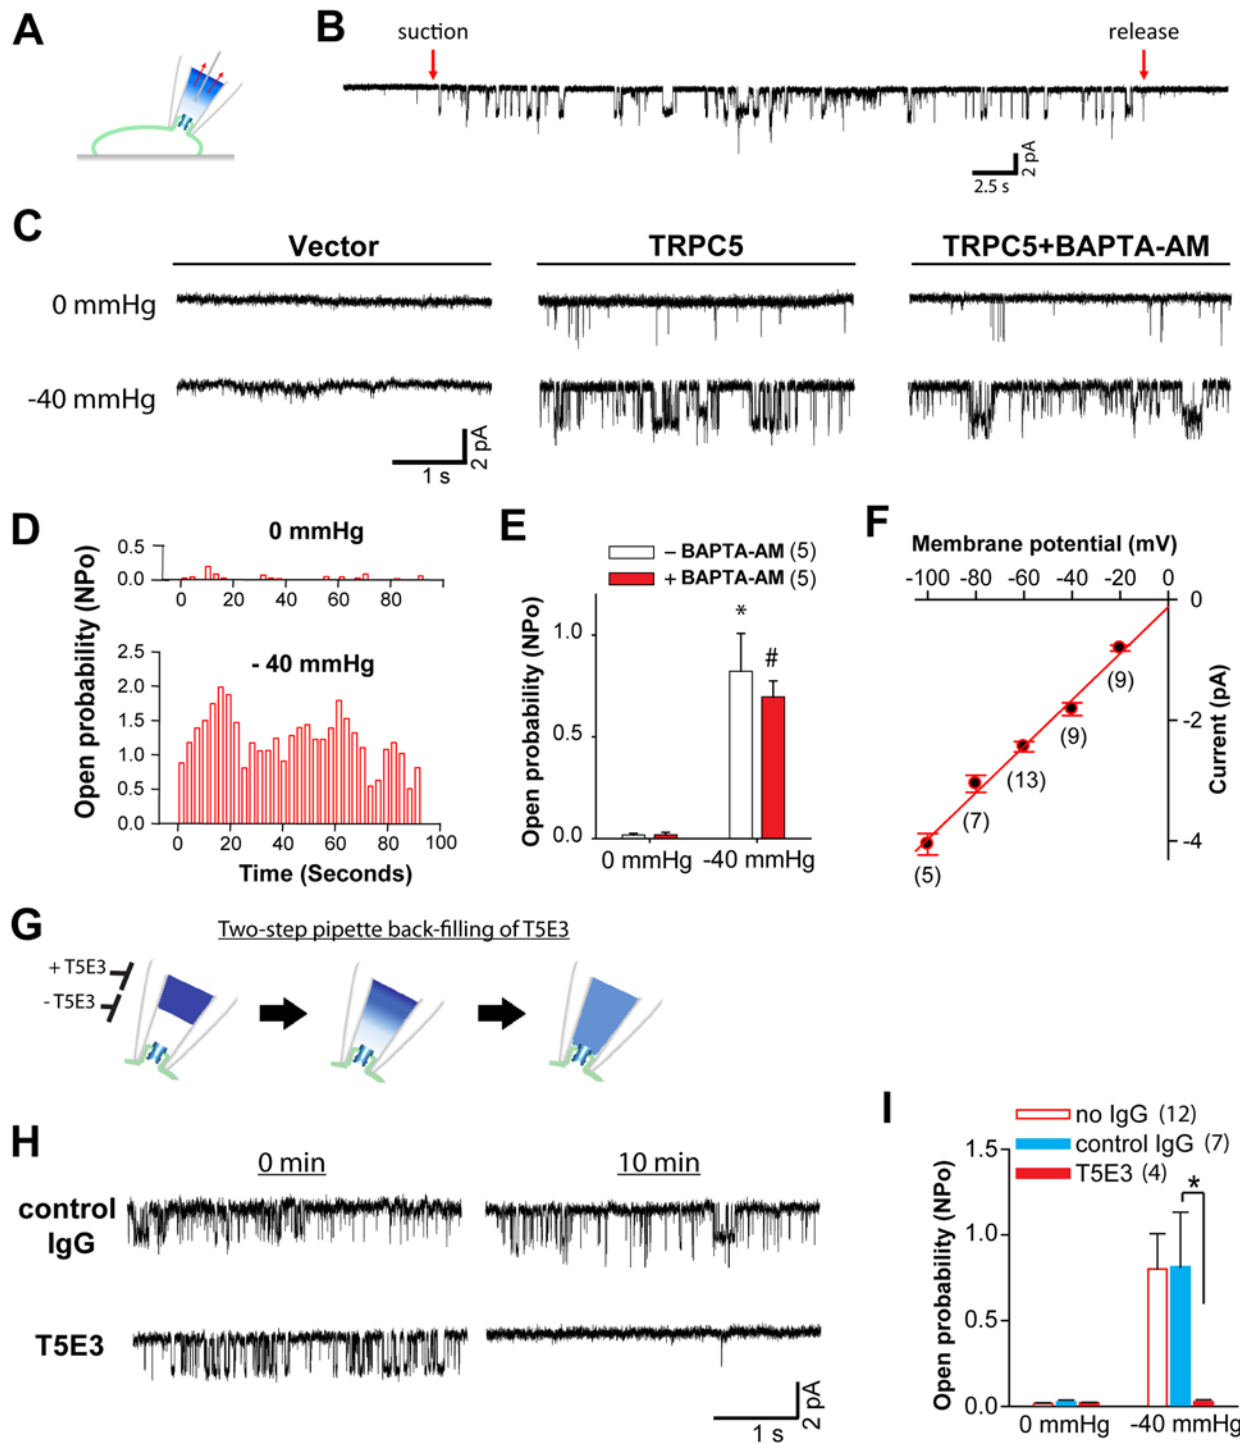 A
B
suction
release
2 pA
2.5 s
C
Vector
TRPC5
TRPC5+BAPTA-AM
0 mmHg
-40 mmHg
2 pA
1 s
D
0 mmHg
Open probability (NPo)
0.5
0.0
0 20 40 60 80
- 40 mmHg
2.5
2.0
1.5
1.0
0.5
0.0
0 20 40 60 80 100
Time (Seconds)
E
– BAPTA-AM (5)
+ BAPTA-AM (5)
Open probability (NPo)
1.0
0.5
0.0
*
#
0 mmHg -40 mmHg
F
Membrane potential (mV)
-100 -80 -60 -40 -20 0
0
-2
-4
Current (pA)
(9)
(9)
(13)
(7)
(5)
G
Two-step pipette back-filling of T5E3
+ T5E3
- T5E3
H
0 min
10 min
control
IgG
T5E3
2 pA
1 s
I
no IgG (12)
control IgG (7)
T5E3 (4)
Open probability (NPo)
1.5
1.0
0.5
0.0
*
0 mmHg -40 mmHg